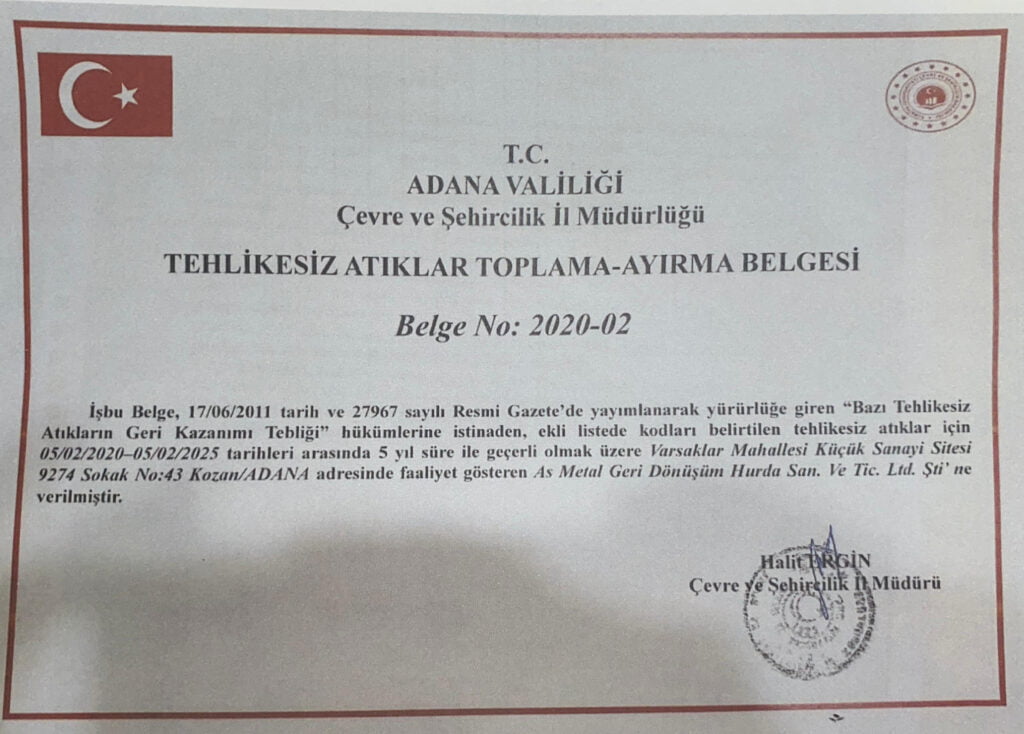 T.C.
ADANA VALİLİĞİ
Çevre ve Şehircilik İl Müdürlüğü
TEHLİKESİZ ATIKLAR TOPLAMA-AYIRMA BELGESİ
Belge No: 2020-02
İşbu Belge, 17/06/2011 tarih ve 27967 sayılı Resmi Gazete’de yayımlanarak yürürlüğe giren “Bazı Tehlikesiz
Atıkların Geri Kazanımı Tebliği” hükümlerine istinaden, ekli listede kodları belirtilen tehlikesiz atıklar için
05/02/2020–05/02/2025 tarihleri arasında 5 yıl süre ile geçerli olmak üzere Varsaklar Mahallesi Küçük Sanayi Sitesi
9274 Sokak No:43 Kozan/ADANA adresinde faaliyet gösteren As Metal Geri Dönüşüm Hurda San. Ve Tic. Ltd. Şti’ ne
verilmiştir.
Halit ERGİN
Çevre ve Şehircilik İl Müdürü